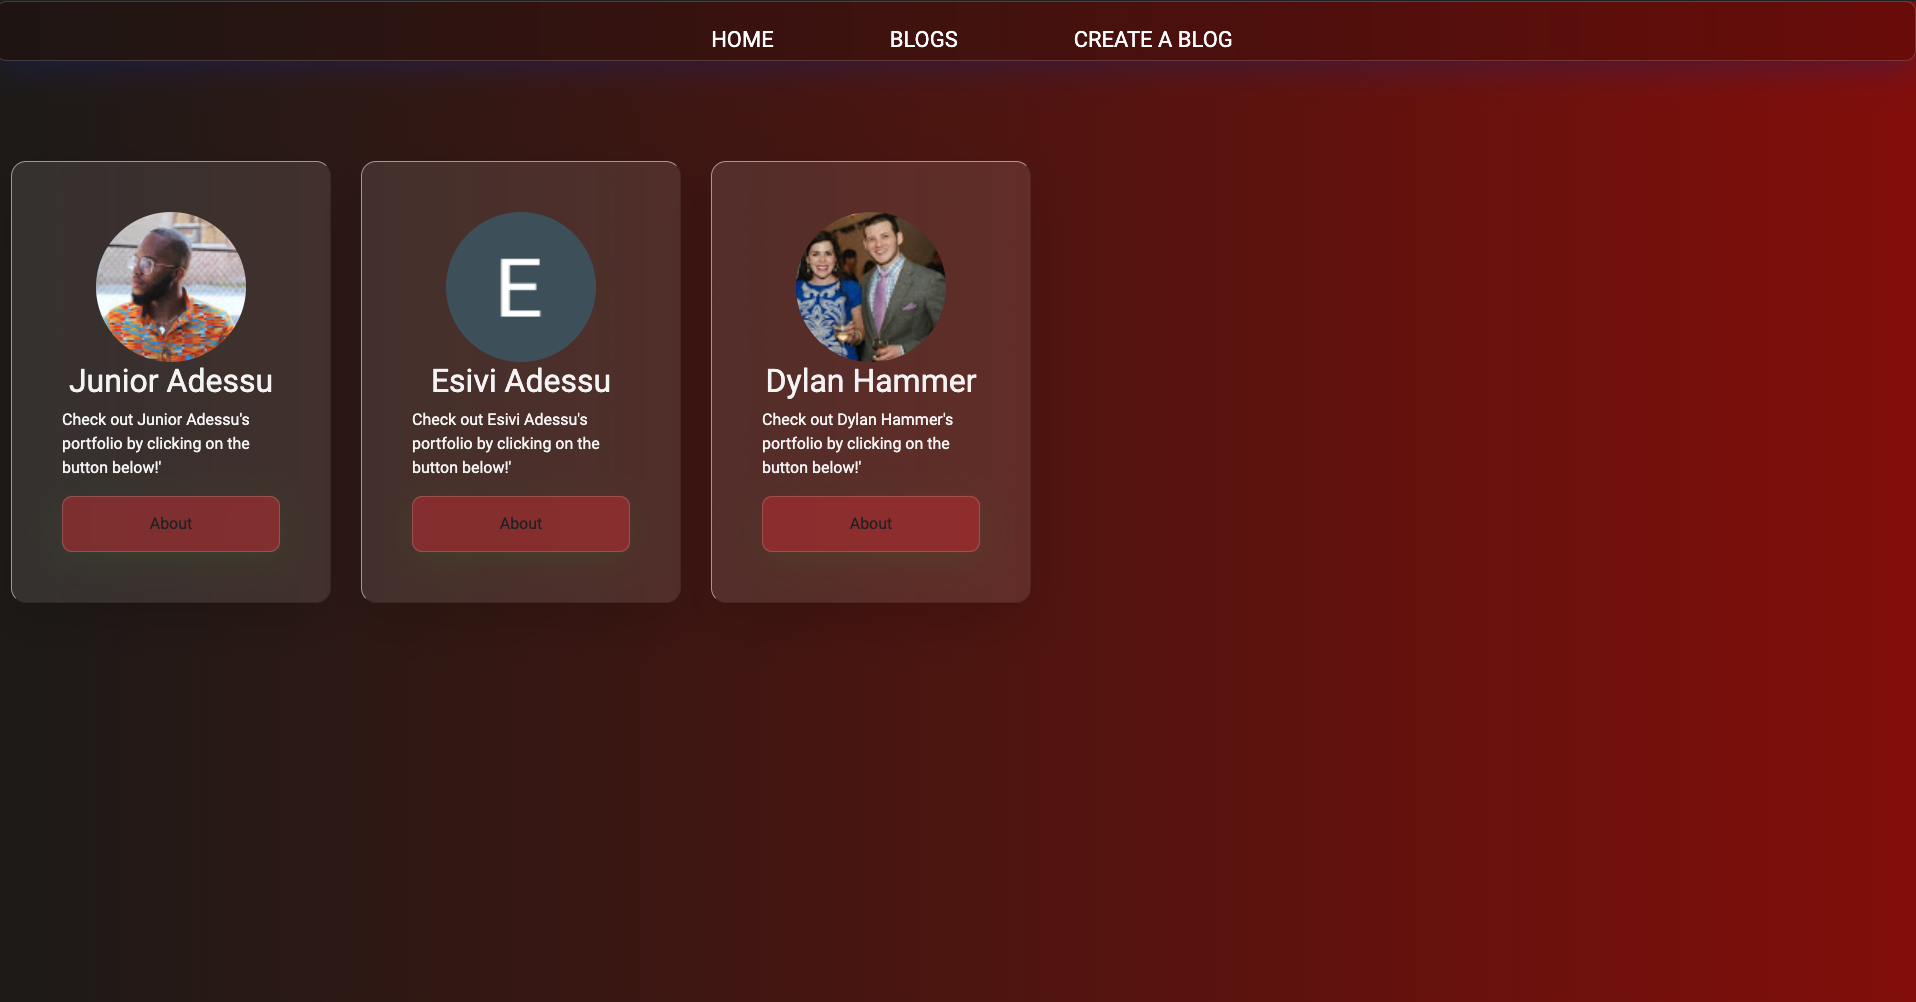 HOME BLOGS CREATE A BLOG
E
Junior Adessu
Check out Junior Adessu's
portfolio by clicking on the
button below!'
About
Esivi Adessu
Check out Esivi Adessu's
portfolio by clicking on the
button below!'
About
Dylan Hammer
Check out Dylan Hammer's
portfolio by clicking on the
button below!'
About